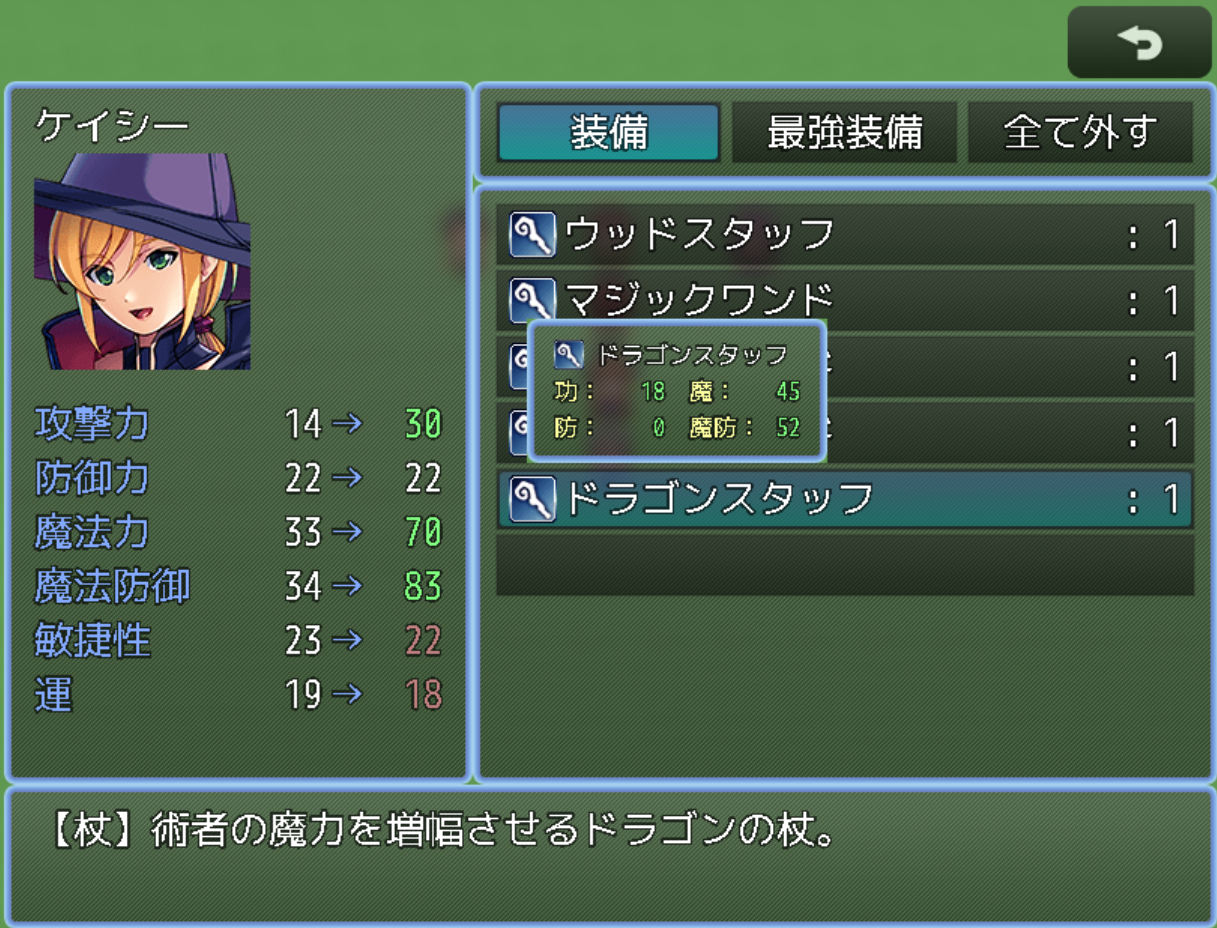 ケイシー
攻撃力 14 → 30
防御力 22 → 22
魔法力 33 → 70
魔法防御 34 → 83
敏捷性 23 → 22
運 19 → 18
装備 最強装備 全て外す
ウッドスタッフ : 1
マジックワンド : 1
: 1
: 1
ドラゴンスタッフ
功: 18 魔: 45
防: 0 魔防: 52
ドラゴンスタッフ : 1
【杖】術者の魔力を増幅させるドラゴンの杖。